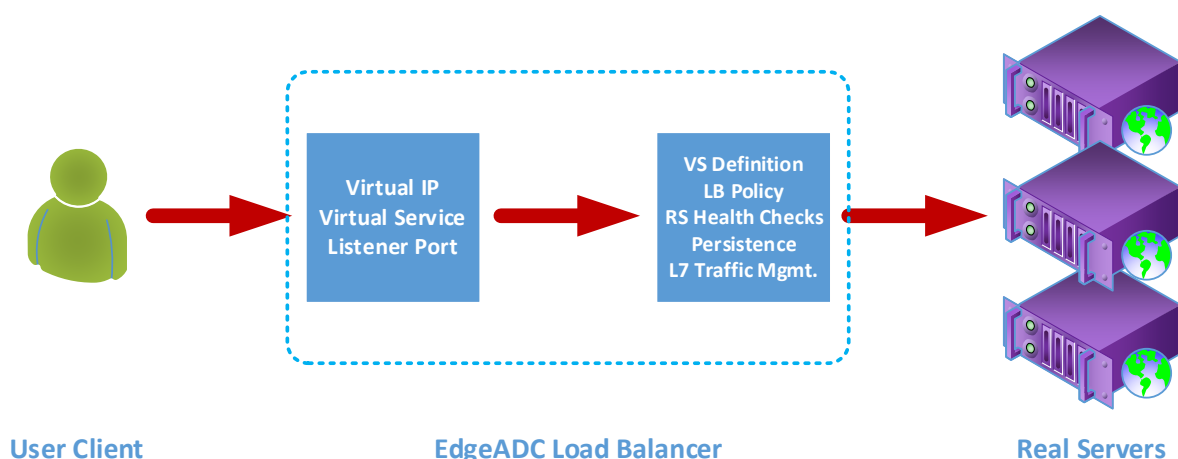 Virtual IP
Virtual Service
Listener Port
VS Definition
LB Policy
RS Health Checks
Persistence
L7 Traffic Mgmt.
User Client
EdgeADC Load Balancer
Real Servers